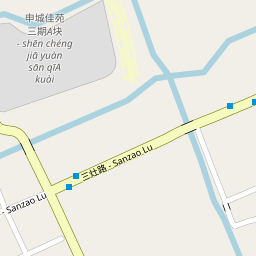 申城佳苑
三期A块
- shēn chéng
jiā yuàn
sān qīA
kuài
三灶路 - Sanzao Lu
- Sanzao Lu